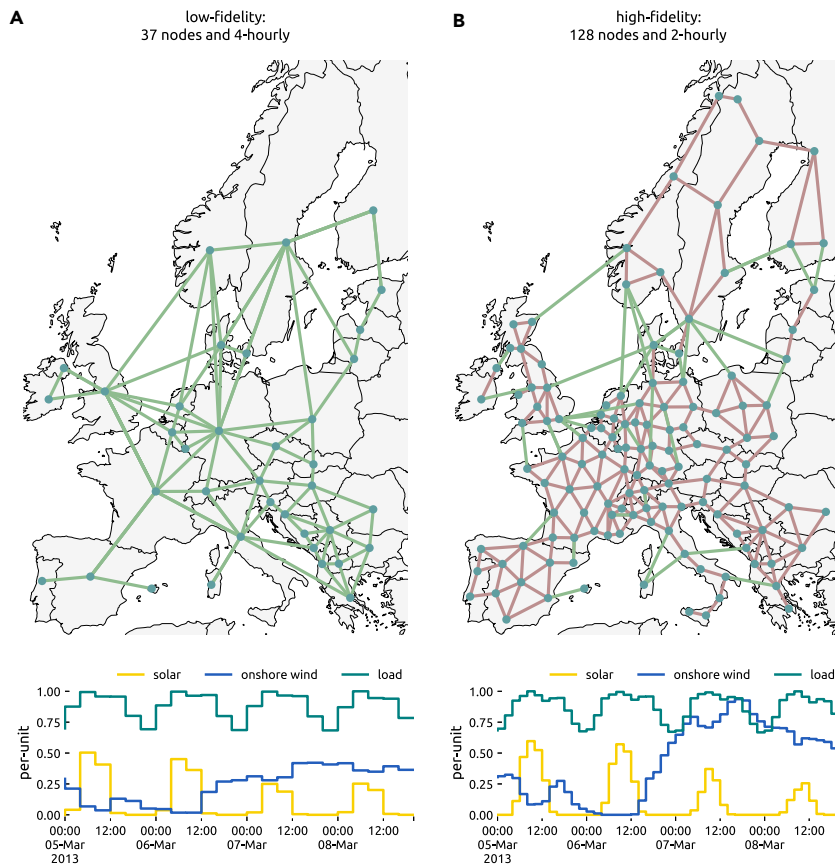 A
low-fidelity:
37 nodes and 4-hourly
B
high-fidelity:
128 nodes and 2-hourly
solar
onshore wind
load
1.00
0.75
0.50
0.25
0.00
per-unit
00:00
12:00
00:00
12:00
00:00
12:00
00:00
12:00
05-Mar
06-Mar
07-Mar
08-Mar
2013
solar
onshore wind
load
1.00
0.75
0.50
0.25
0.00
per-unit
00:00
12:00
00:00
12:00
00:00
12:00
00:00
12:00
05-Mar
06-Mar
07-Mar
08-Mar
2013